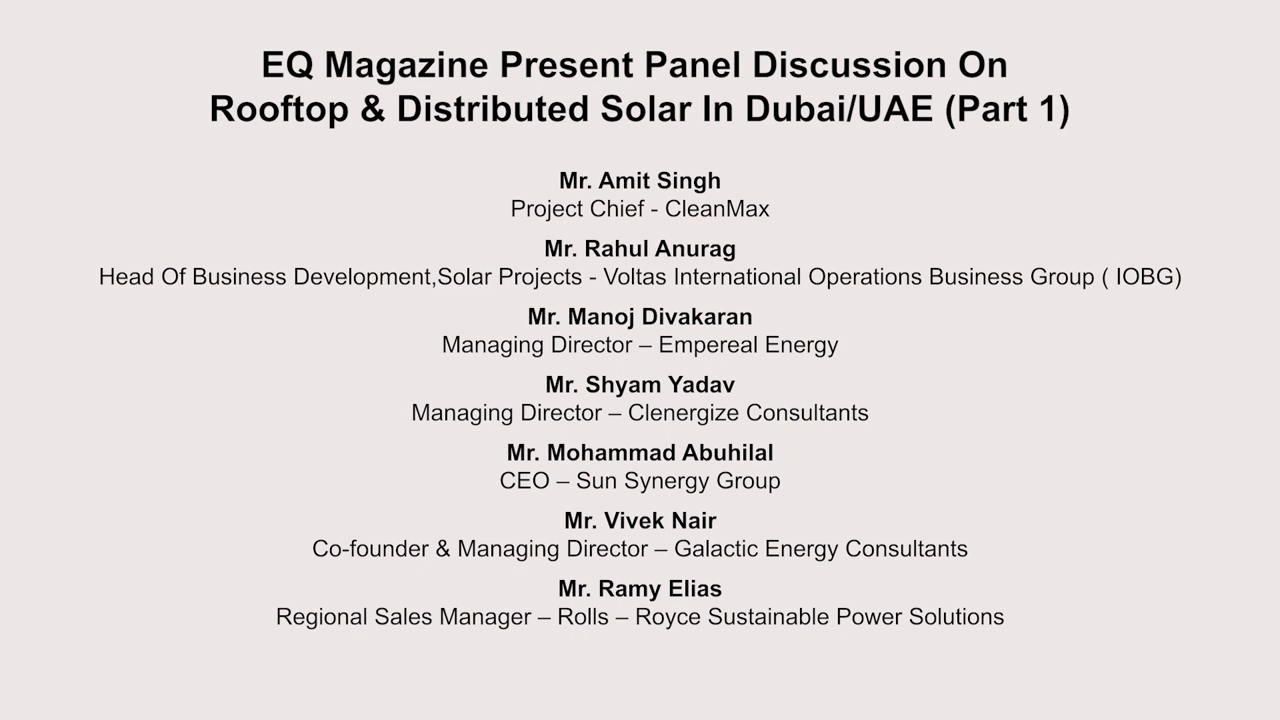 EQ Magazine Present Panel Discussion On
Rooftop & Distributed Solar In Dubai/UAE (Part 1)
Mr. Amit Singh
Project Chief - CleanMax
Mr. Rahul Anurag
Head Of Business Development,Solar Projects - Voltas International Operations Business Group ( IOBG)
Mr. Manoj Divakaran
Managing Director – Empereal Energy
Mr. Shyam Yadav
Managing Director – Clenergize Consultants
Mr. Mohammad Abuhilal
CEO – Sun Synergy Group
Mr. Vivek Nair
Co-founder & Managing Director – Galactic Energy Consultants
Mr. Ramy Elias
Regional Sales Manager – Rolls – Royce Sustainable Power Solutions